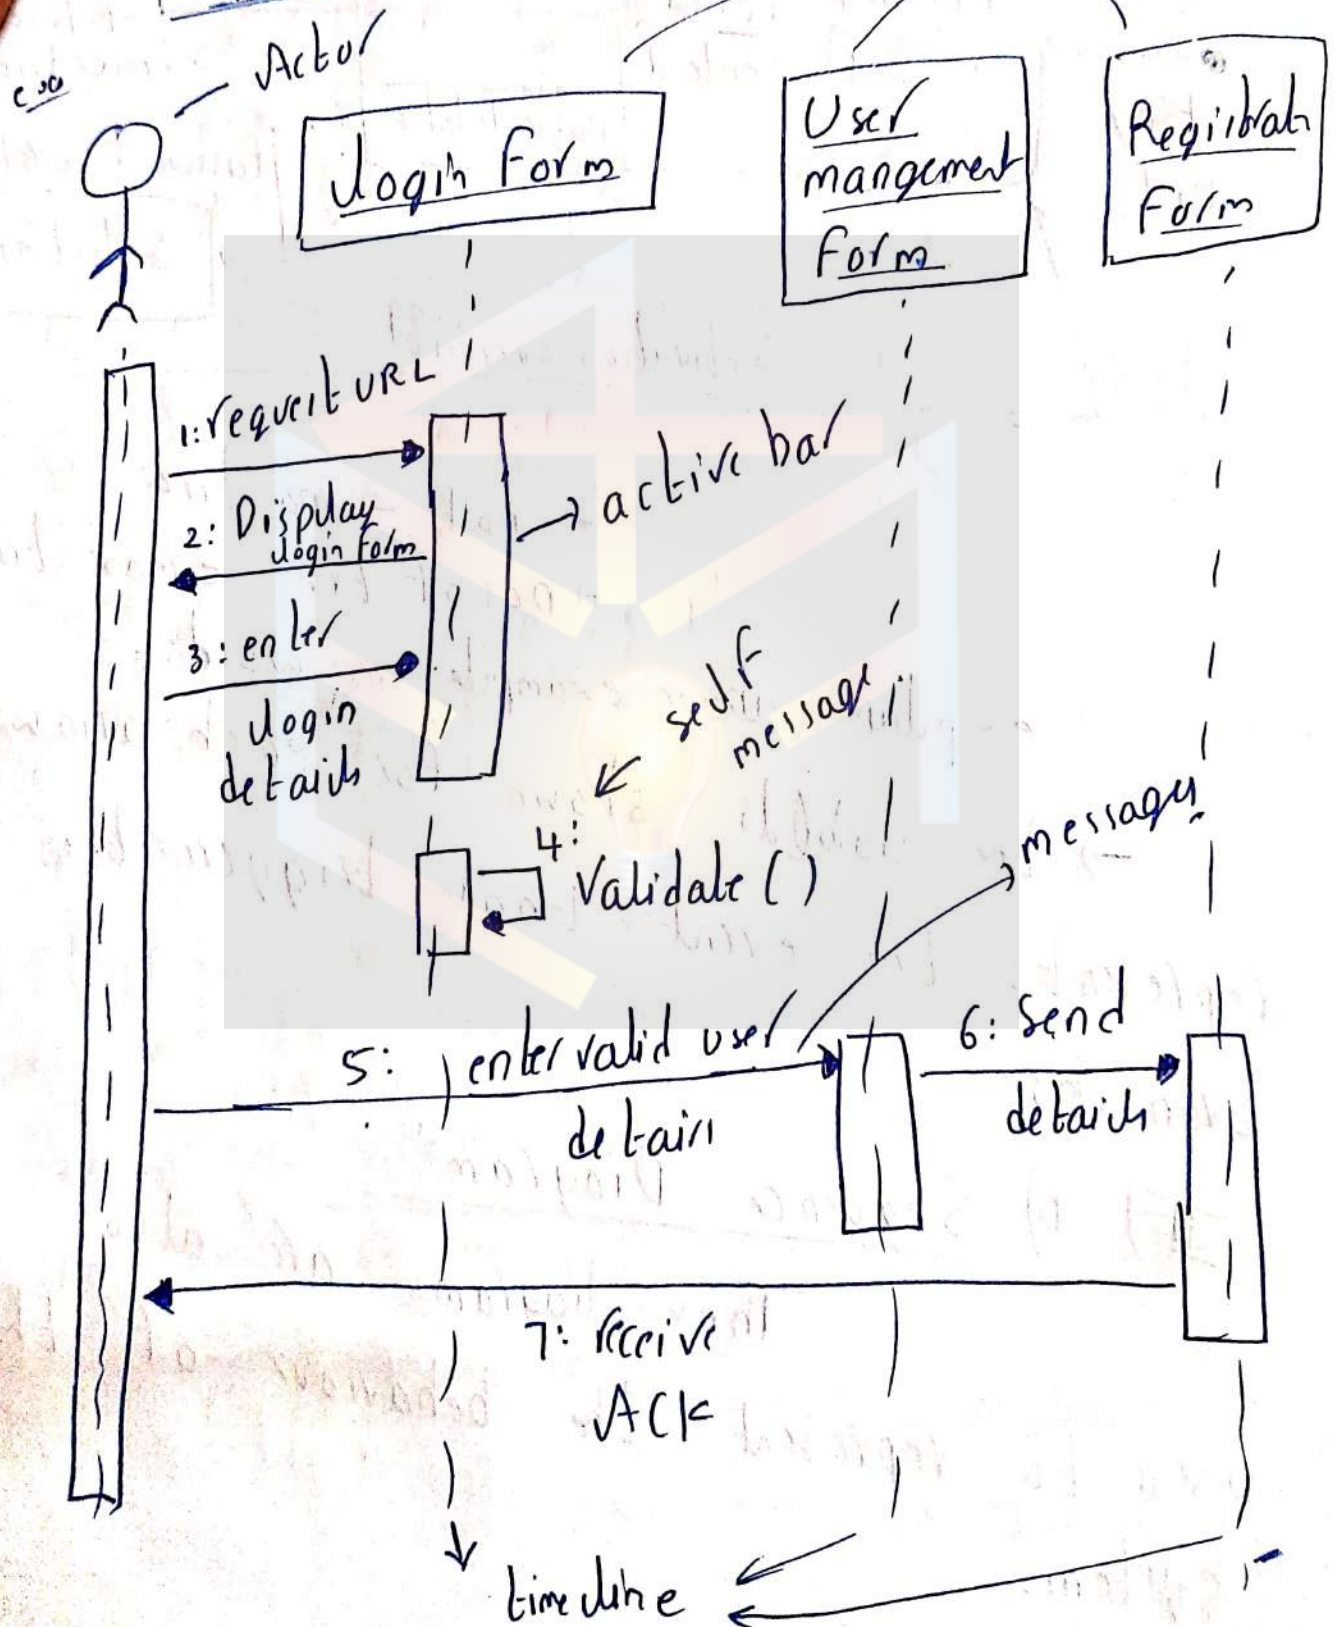 Actor
login Form
User
mangement
Form
Registrat
Form
1: request URL
2: Display
login Form
active bar
3: enter
login
details
self
message
4:
Validate ( )
messages
5: enter valid user
details
6: Send
details
7: receive
ACK
timeline